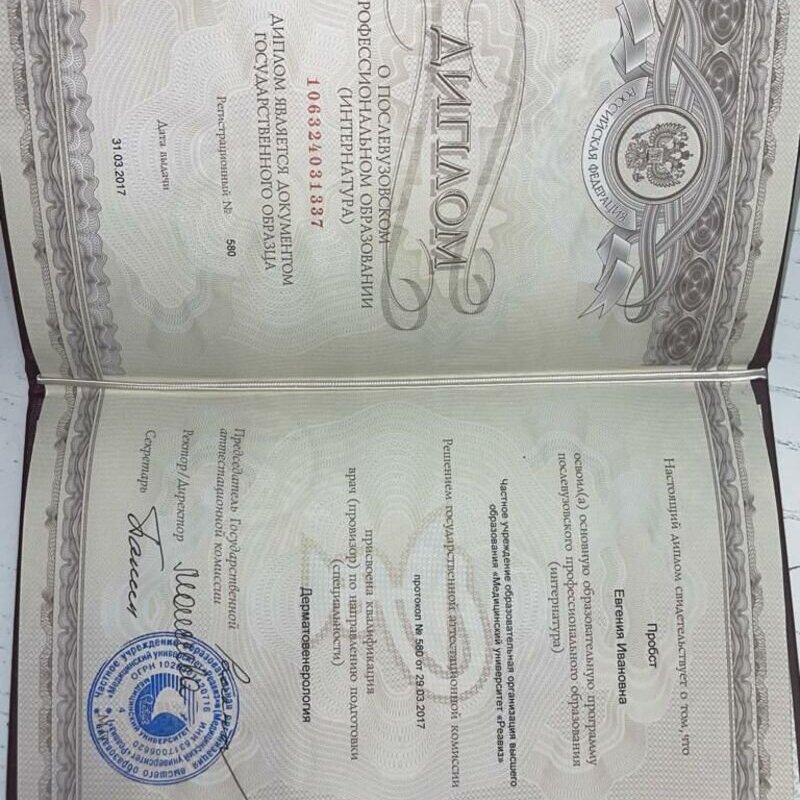 РОССИЙСКАЯ ФЕДЕРАЦИЯ
ДИПЛОМ
О ПОСЛЕВУЗОВСКОМ
ПРОФЕССИОНАЛЬНОМ ОБРАЗОВАНИИ
(ИНТЕРНАТУРА)
106324031337
ДИПЛОМ ЯВЛЯЕТСЯ ДОКУМЕНТОМ
ГОСУДАРСТВЕННОГО ОБРАЗЦА
Регистрационный № 580
Дата выдачи
31.03.2017
Настоящий диплом свидетельствует о том, что
Пробст
Евгения Ивановна
освоил(а) основную образовательную программу
послевузовского профессионального образования
(интернатура)
Частное учреждение образовательная организация высшего
образования «Медицинский университет «Реавиз»
Решением государственной аттестационной комиссии
протокол № 580 от 29.03.2017
присвоена квалификация
врач (провизор) по направлению подготовки
(специальности)
Дерматовенерология
Председатель Государственной
аттестационной комиссии
Ректор/Директор
Секретарь